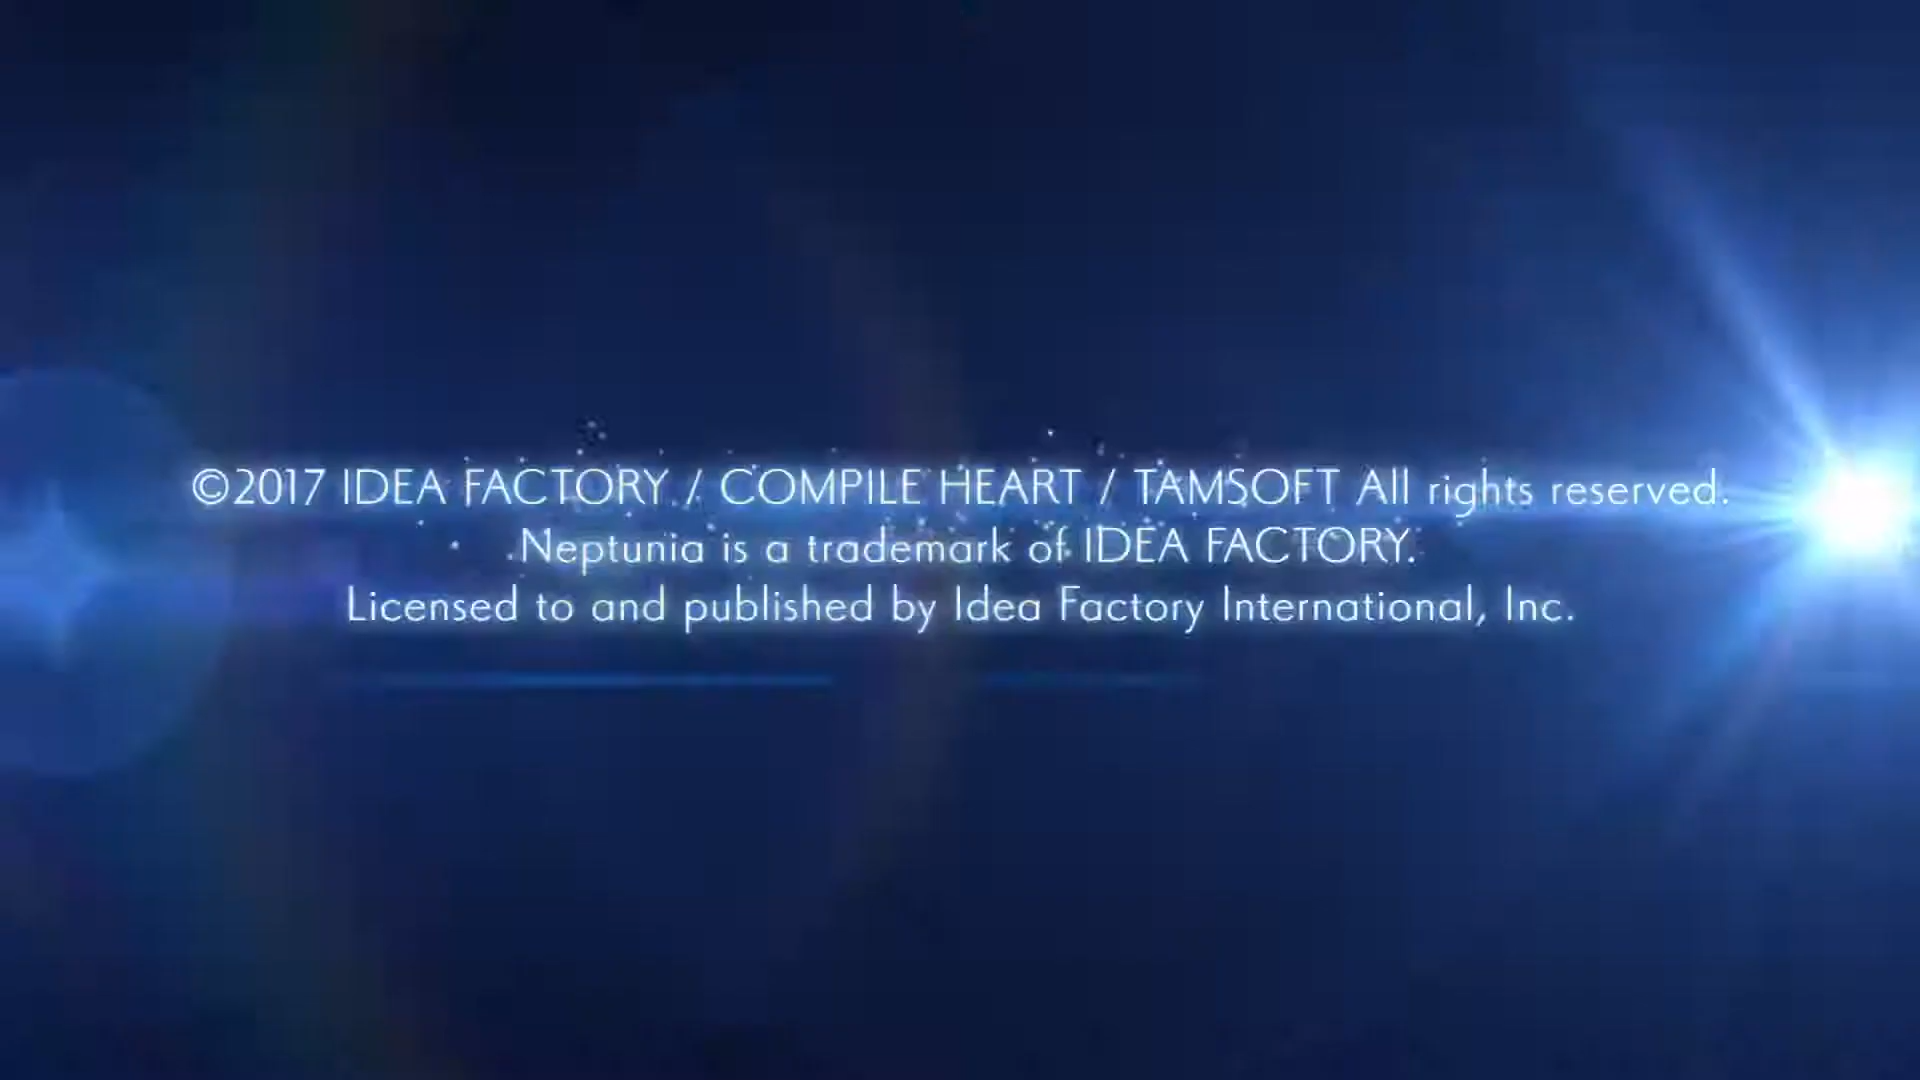 ©2017 IDEA FACTORY / COMPILE HEART / TAMSOFT All rights reserved.
Neptunia is a trademark of IDEA FACTORY.
Licensed to and published by Idea Factory International, Inc.